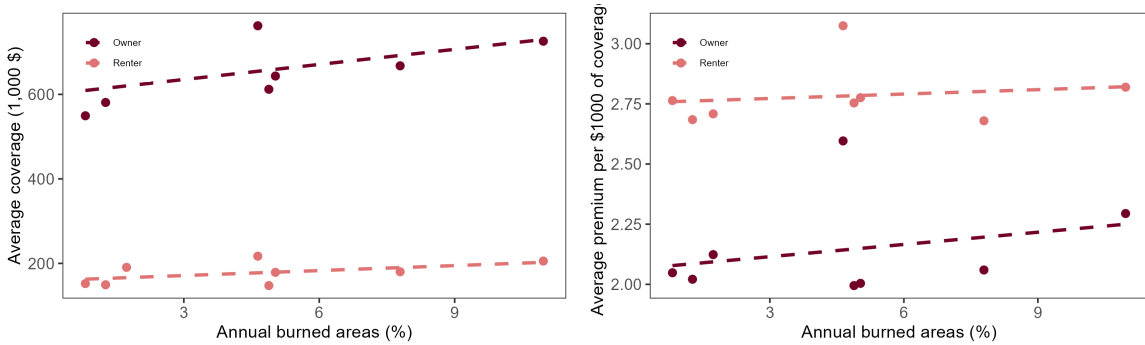 Average coverage (1,000 $)
600
400
200
Owner
Renter
3
6
9
Annual burned areas (%)
Average premium per $1000 of coverag
3.00
2.75
2.50
2.25
2.00
Owner
Renter
3
6
9
Annual burned areas (%)